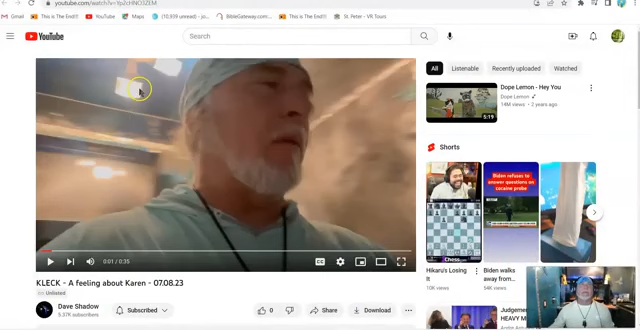 youtube.com/watch?v=Yp2cHNO3ZEM
Gmail
This is The End!!
YouTube
Maps
(10,839 unread) - jo...
BibleGateway.com:...
This is The End!!
St. Peter - VR Tours
YouTube
Search
All
Listenable
Recently uploaded
Watched
Dope Lemon - Hey You
Dope Lemon
14M views • 2 years ago
5:19
Shorts
Biden refuses to
answer questions on
cocaine probe
Chess.com
Hikaru's Losing
It
10K views
Biden walks
away from...
54K views
0:01 / 0:35
KLECK - A feeling about Karen - 07.08.23
Unlisted
Dave Shadow
5.37K subscribers
Subscribed
0
Share
Download
Judgeme
HEAVY M